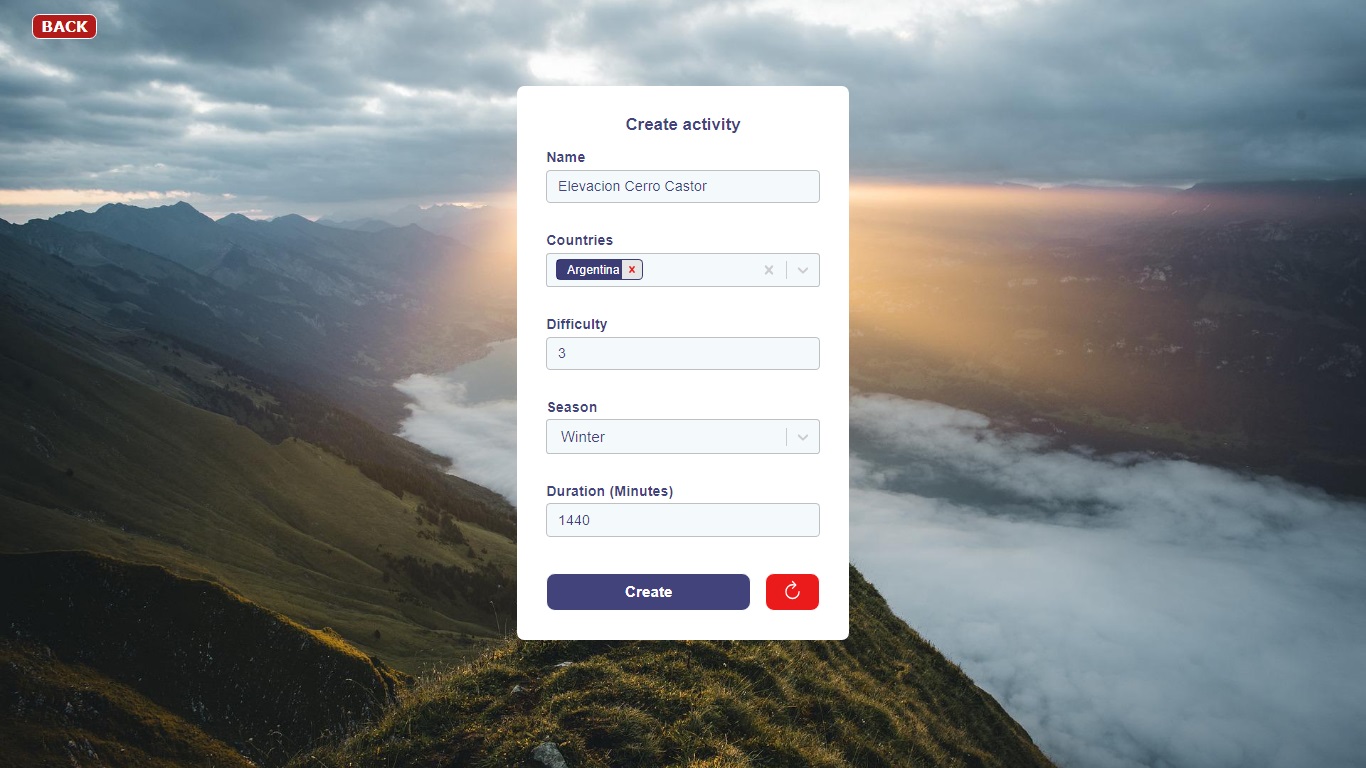 BACK
Create activity
Name
Elevacion Cerro Castor
Countries
Argentina x
Difficulty
3
Season
Winter
Duration (Minutes)
1440
Create